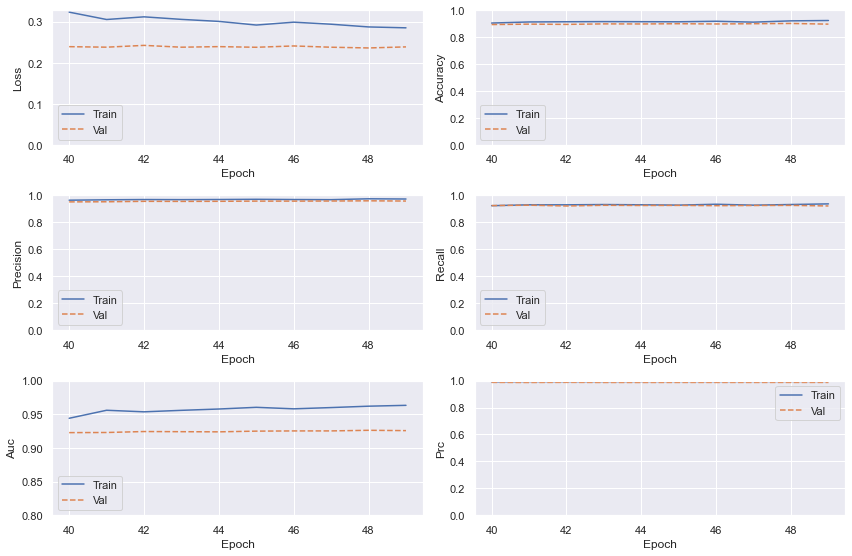 0.3
0.2
0.1
0.0
Loss
Train
Val
40
42
44
46
48
Epoch
1.0
0.8
0.6
0.4
0.2
0.0
Accuracy
Train
Val
40
42
44
46
48
Epoch
1.0
0.8
0.6
0.4
0.2
0.0
Precision
Train
Val
40
42
44
46
48
Epoch
1.0
0.8
0.6
0.4
0.2
0.0
Recall
Train
Val
40
42
44
46
48
Epoch
1.00
0.95
0.90
0.85
0.80
Auc
Train
Val
40
42
44
46
48
Epoch
1.0
0.8
0.6
0.4
0.2
0.0
Prc
Train
Val
40
42
44
46
48
Epoch